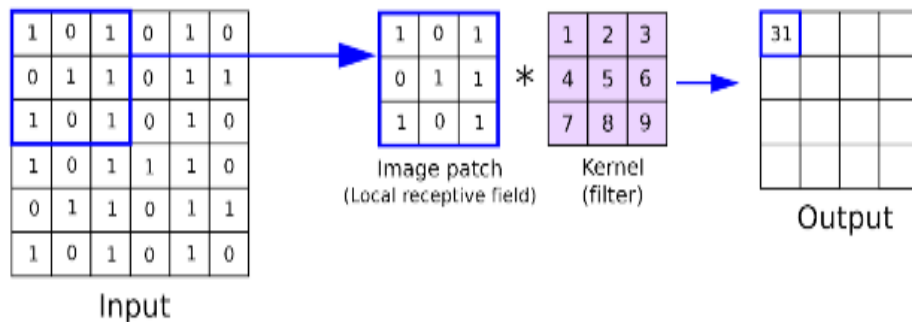 1 0 1 0 1 0
0 1 1 0 1 1
1 0 1 0 1 0
1 0 1 1 1 0
0 1 1 0 1 1
1 0 1 0 1 0
Input
1 0 1
0 1 1
1 0 1
Image patch
(Local receptive field)
*
1 2 3
4 5 6
7 8 9
Kernel
(filter)
31
Output